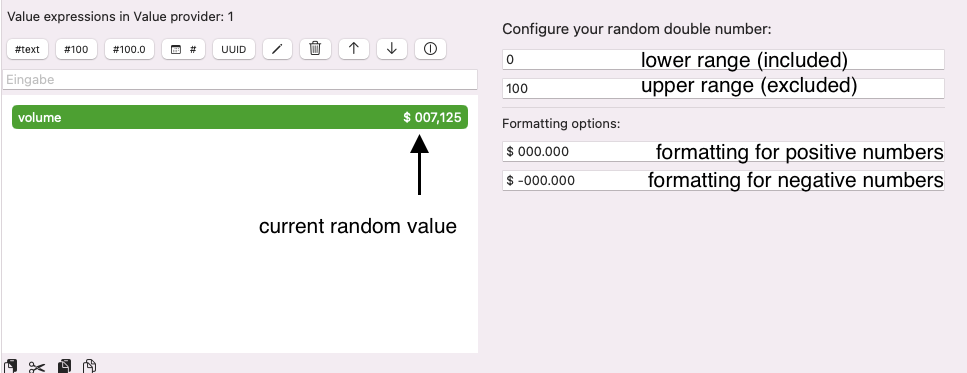 Value expressions in Value provider: 1
#text #100 #100.0 # UUID
Eingabe
volume $ 007,125
current random value
Configure your random double number:
0 lower range (included)
100 upper range (excluded)
Formatting options:
$ 000.000 formatting for positive numbers
$ -000.000 formatting for negative numbers